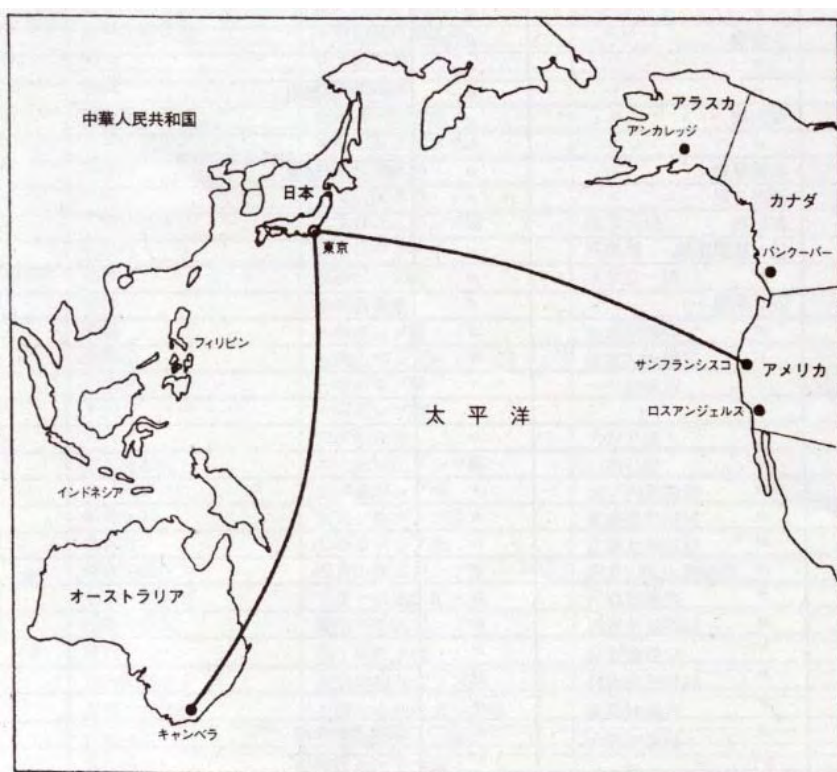 アラスカ
中華人民共和国
アンカレッジ
日本
カナダ
東京
バンクーバー
フィリピン
サンフランシスコ
アメリカ
太平洋
ロスアンジェルス
インドネシア
オーストラリア
キャンベラ